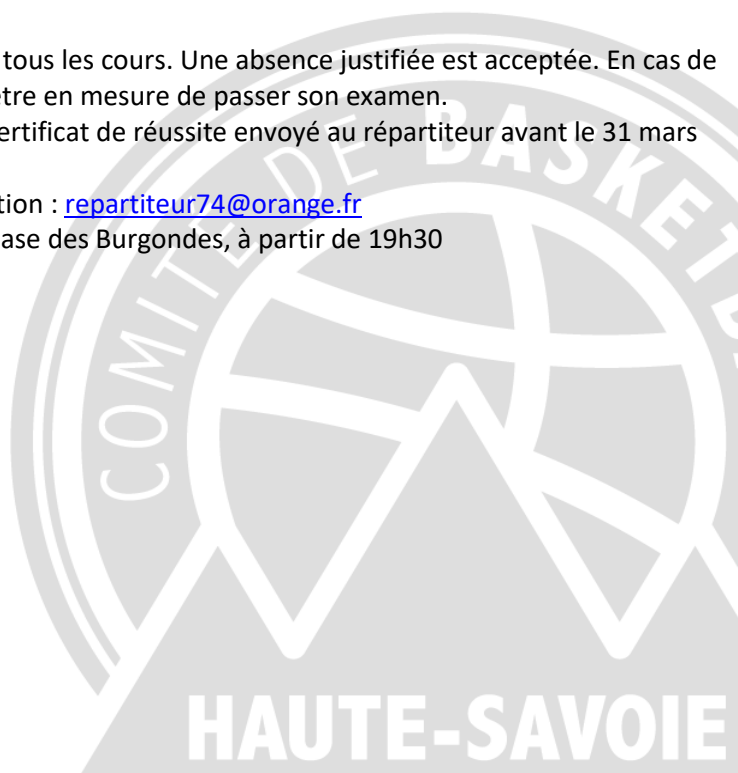 tous les cours. Une absence justifiée est acceptée. En cas de
être en mesure de passer son examen.
ertificat de réussite envoyé au répartiteur avant le 31 mars
tion : repartiteur74@orange.fr
ase des Burgondes, à partir de 19h30
COMITE DE BASKETB
HAUTE-SAVOIE